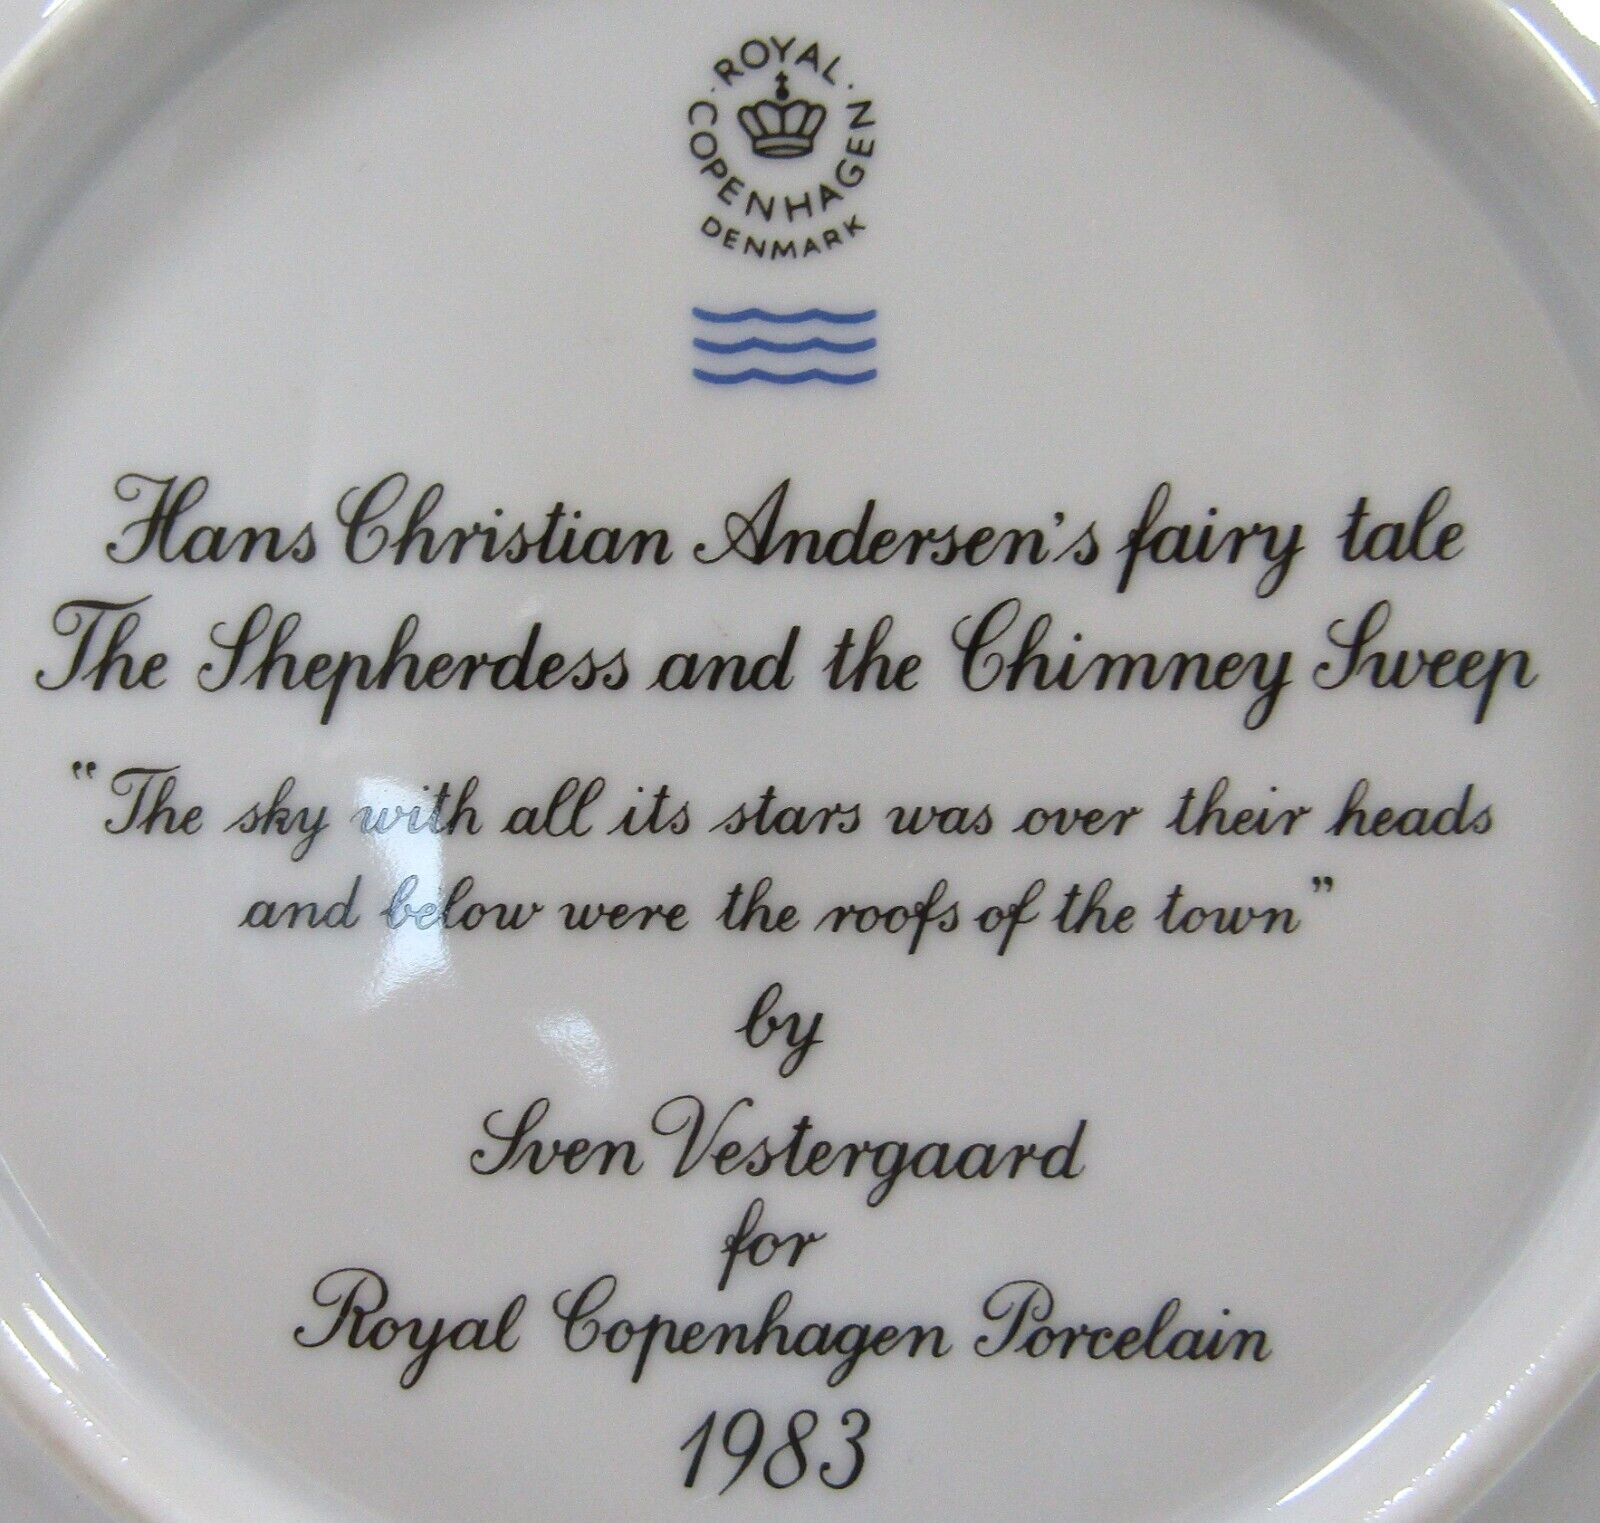 · ROYAL ·
COPENHAGEN
DENMARK
Hans Christian Andersen's fairy tale
The Shepherdess and the Chimney Sweep
"The sky with all its stars was over their heads
and below were the roofs of the town"
by
Sven Vestergaard
for
Royal Copenhagen Porcelain
1983